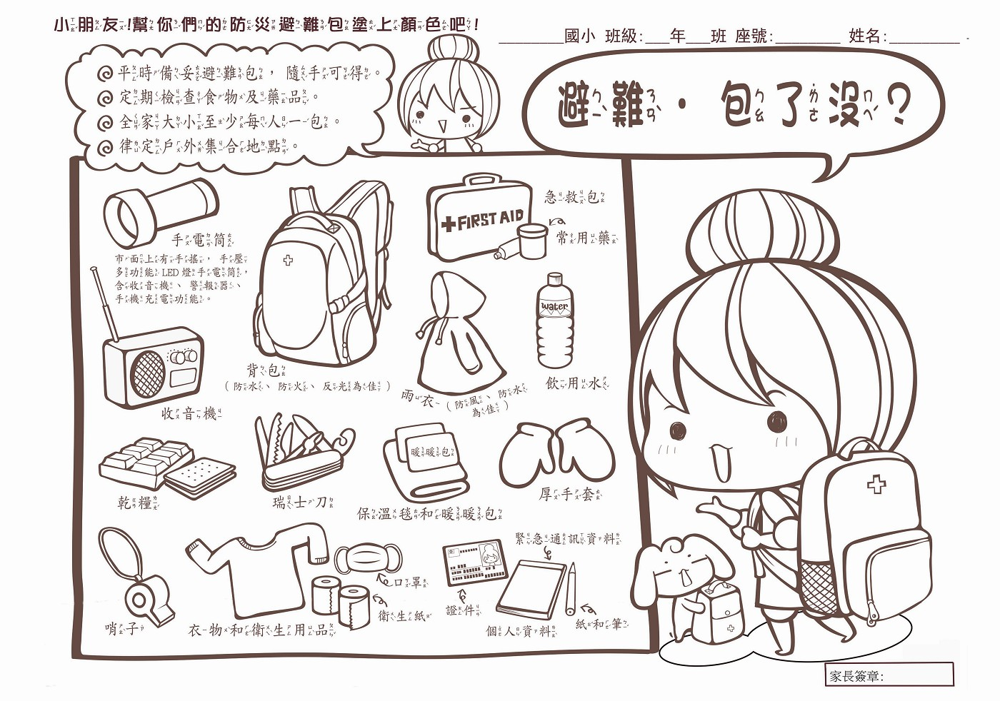 小朋友!幫你們的防災避難包塗上顏色吧!
________國小 班級:___年___班 座號:________ 姓名:_________
平時備妥避難包，隨手可得。
定期檢查食物及藥品。
全家大小至少每人一包。
律定戶外集合地點。
避難・包了沒?
手電筒
市面上有手搖，手壓
多功能LED燈手電筒，
含收音機、警報器、
手機充電功能。
收音機
背包
(防水、防火、反光為佳)
FIRST AID
急救包
常用藥
雨衣(防風、防水
為佳)
water
飲用水
乾糧
瑞士刀
暖暖包
保溫毯和暖暖包
厚手套
哨子
衣物和衛生用品
口罩
衛生紙
證件
緊急通訊資料
個人資料
紙和筆
家長簽章: